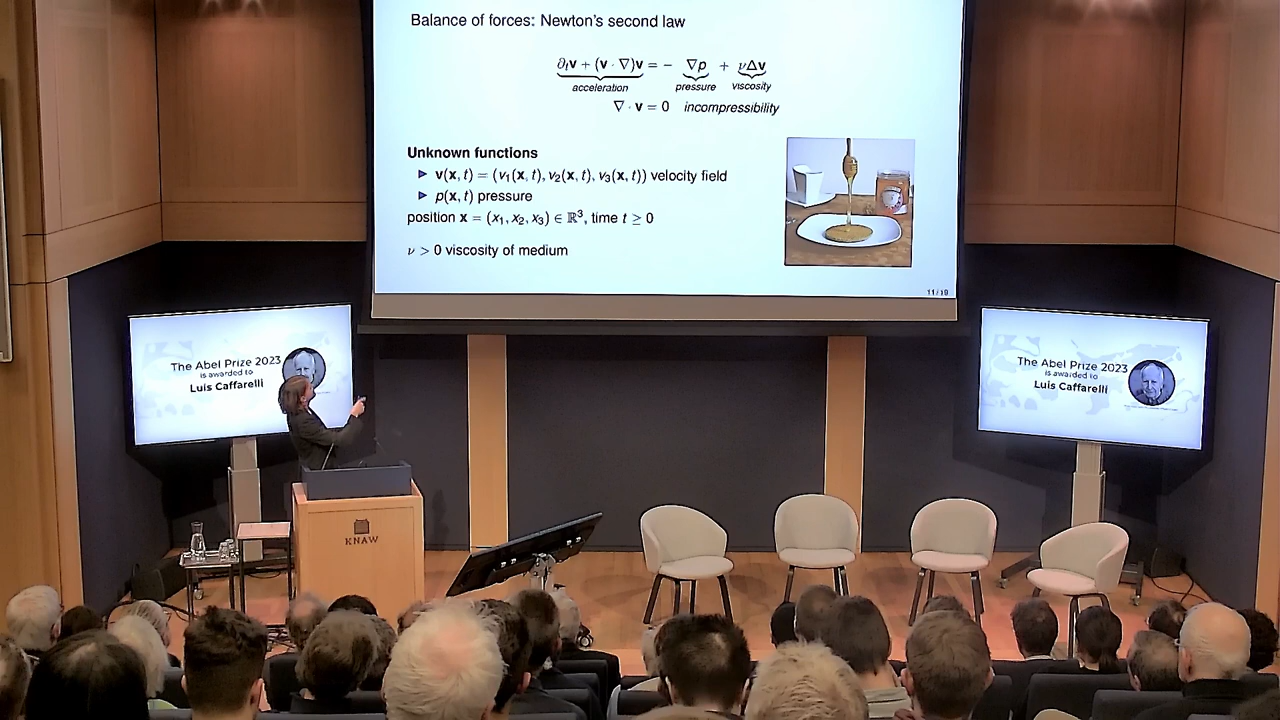 Balance of forces: Newton's second law
∂ₜv + (v · ∇)v = − ∇p + νΔv
acceleration pressure viscosity
∇ · v = 0 incompressibility
Unknown functions
▶ v(x, t) = (v₁(x, t), v₂(x, t), v₃(x, t)) velocity field
▶ p(x, t) pressure
position x = (x₁, x₂, x₃) ∈ ℝ³, time t ≥ 0
ν > 0 viscosity of medium
11/19
The Abel Prize 2023
is awarded to
Luis Caffarelli
The Abel Prize 2023
is awarded to
Luis Caffarelli
KNAW